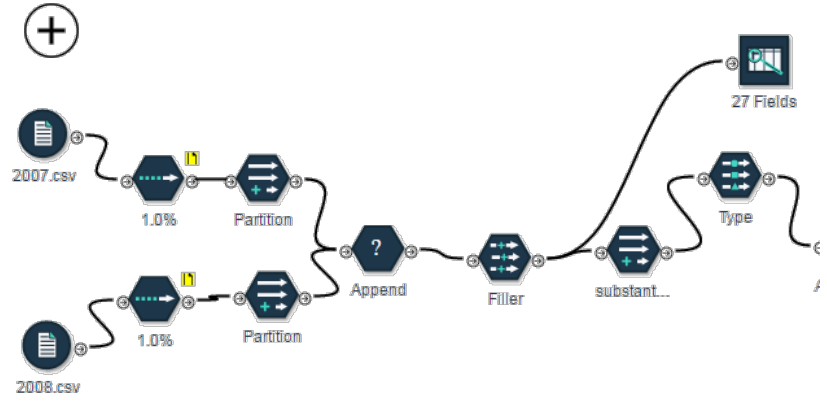 27 Fields
2007.csv
1.0%
Partition
Type
?
Append
Filler
substant...
A
1.0%
Partition
2008.csv